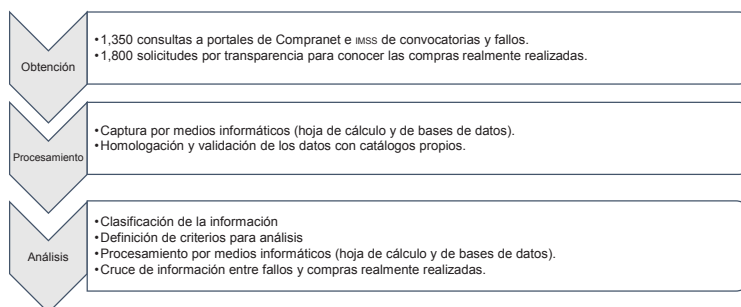 Obtención
•1,350 consultas a portales de Compranet e IMSS de convocatorias y fallos.
•1,800 solicitudes por transparencia para conocer las compras realmente realizadas.
Procesamiento
•Captura por medios informáticos (hoja de cálculo y de bases de datos).
•Homologación y validación de los datos con catálogos propios.
Análisis
•Clasificación de la información
•Definición de criterios para análisis
•Procesamiento por medios informáticos (hoja de cálculo y de bases de datos).
•Cruce de información entre fallos y compras realmente realizadas.